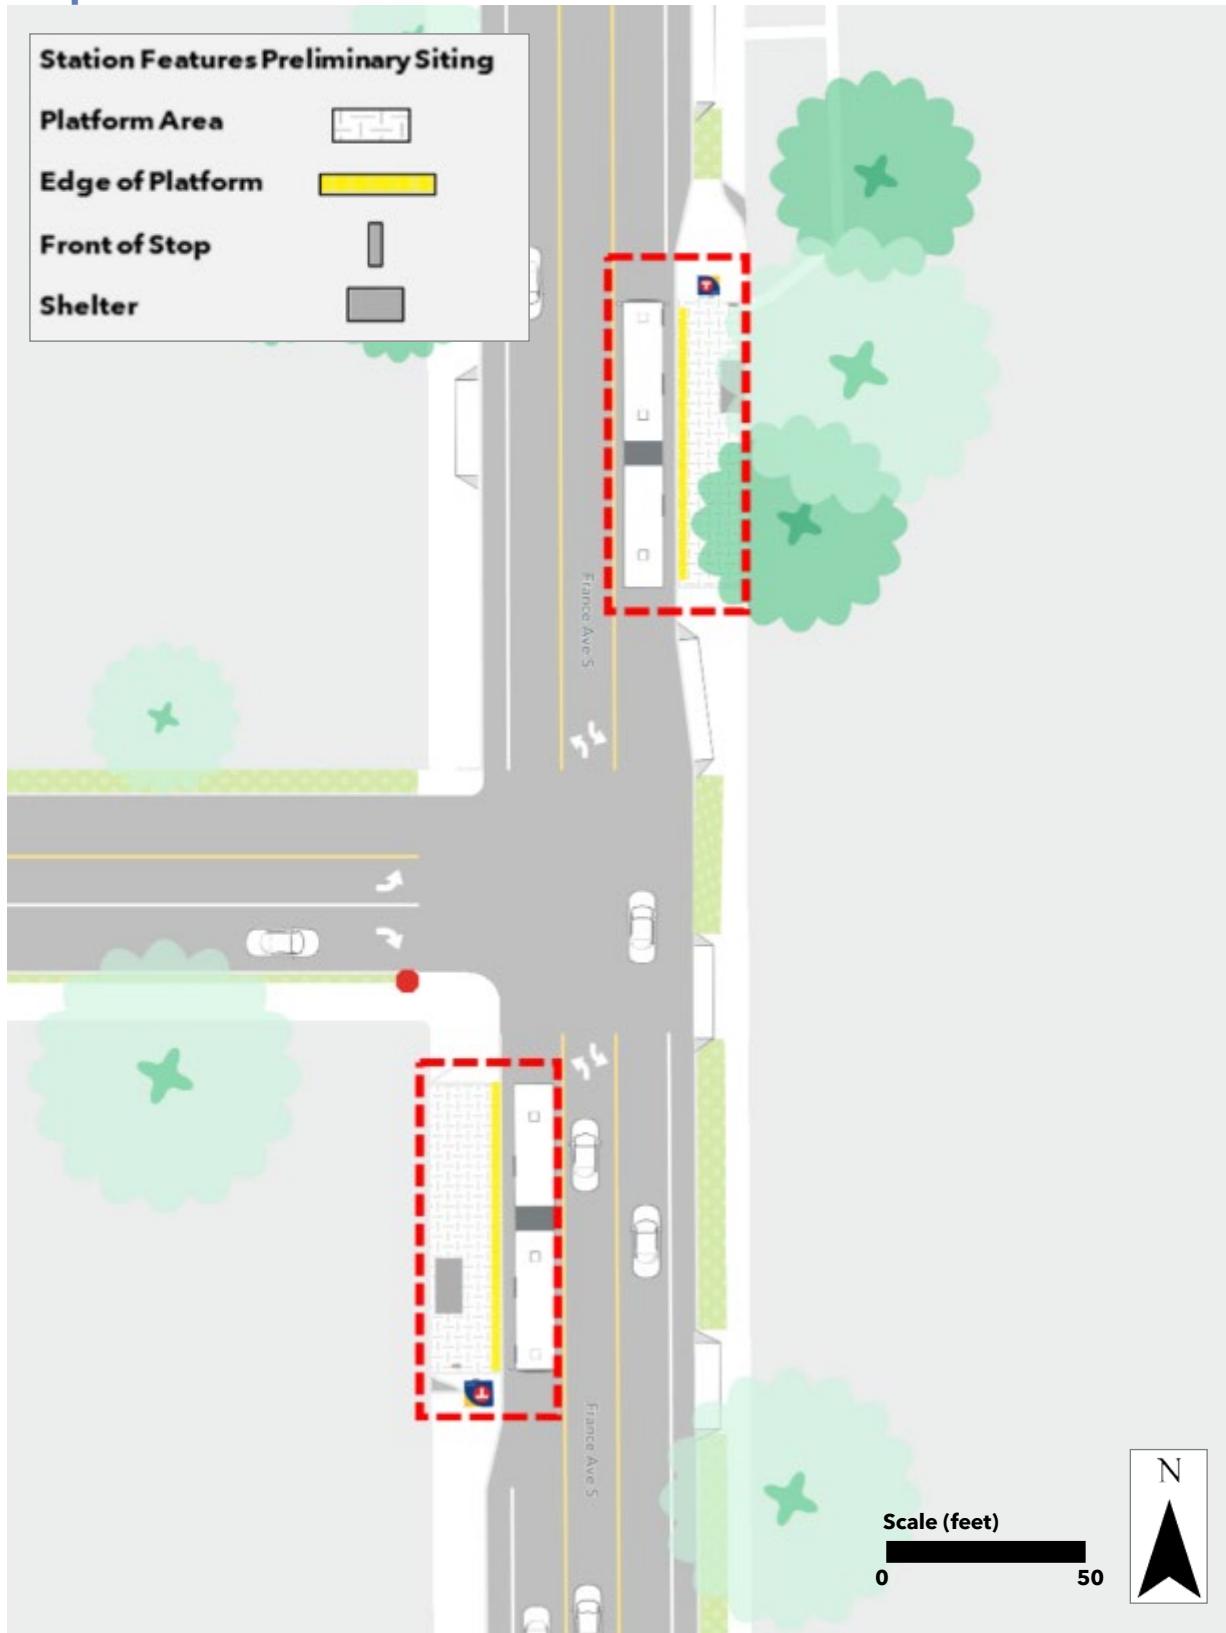 Station Features Preliminary Siting
Platform Area
Edge of Platform
Front of Stop
Shelter
T
France Ave S
T
France Ave S
N
Scale (feet)
0 50